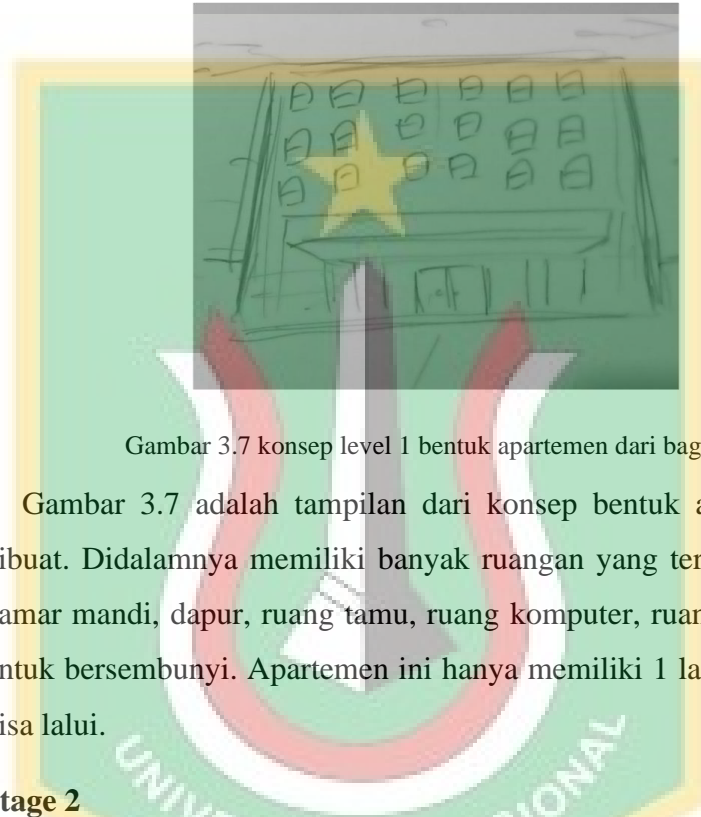 Gambar 3.7 konsep level 1 bentuk apartemen dari bag
Gambar 3.7 adalah tampilan dari konsep bentuk a
ibuat. Didalamnya memiliki banyak ruangan yang ter
amar mandi, dapur, ruang tamu, ruang komputer, ruan
ntuk bersembunyi. Apartemen ini hanya memiliki 1 la
isa lalui.
tage 2